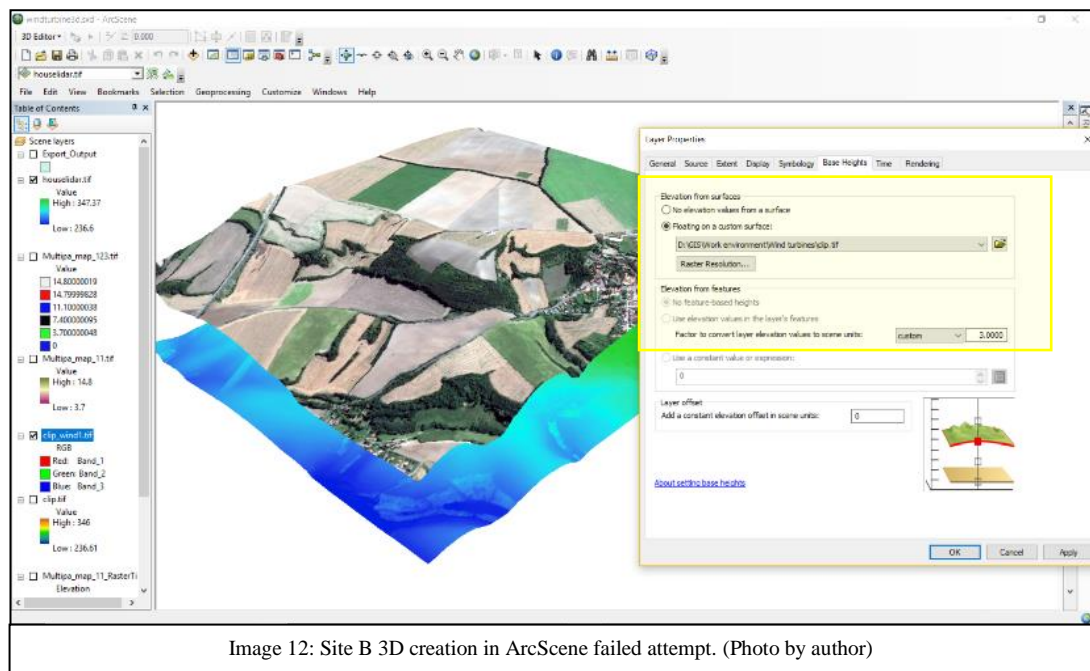 windturbine3d.sxd - ArcScene
3D Editor
0.000
houselidar.tif
File Edit View Bookmarks Selection Geoprocessing Customize Windows Help
Table of Contents
Scene layers
Export_Output
houselidar.tif
Value
High : 347.37
Low : 236.6
Multipa_map_123.tif
Value
14.80000019
14.79999828
11.10000038
7.400000095
3.700000048
0
Multipa_map_11.tif
Value
High : 14.8
Low : 3.7
clip_wind1.tif
RGB
Red: Band_1
Green: Band_2
Blue: Band_3
clip.tif
Value
High : 346
Low : 236.61
Multipa_map_11_RasterTi
Elevation
Layer Properties
General Source Extent Display Symbology Base Heights Time Rendering
Elevation from surfaces
No elevation values from a surface
Floating on a custom surface:
D:\GIS\Work environment\Wind turbines\clip.tif
Raster Resolution...
Elevation from features
No feature-based heights
Use elevation values in the layer's features
Factor to convert layer elevation values to scene units: custom 3.0000
Use a constant value or expression:
0
Layer offset
Add a constant elevation offset in scene units: 0
About setting base heights
OK Cancel Apply
Image 12: Site B 3D creation in ArcScene failed attempt. (Photo by author)